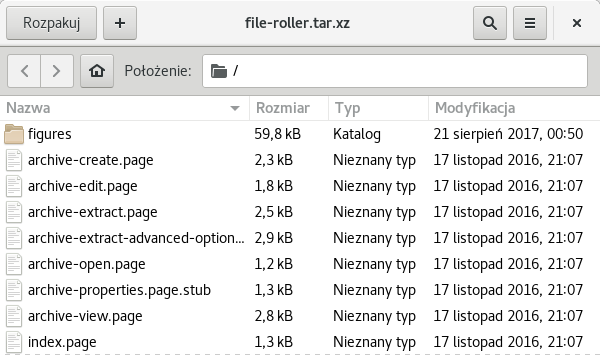 Rozpakuj + file-roller.tar.xz
Położenie: /
Nazwa Rozmiar Typ Modyfikacja
figures 59,8 kB Katalog 21 sierpień 2017, 00:50
archive-create.page 2,3 kB Nieznany typ 17 listopad 2016, 21:07
archive-edit.page 1,8 kB Nieznany typ 17 listopad 2016, 21:07
archive-extract.page 2,5 kB Nieznany typ 17 listopad 2016, 21:07
archive-extract-advanced-option... 2,9 kB Nieznany typ 17 listopad 2016, 21:07
archive-open.page 1,2 kB Nieznany typ 17 listopad 2016, 21:07
archive-properties.page.stub 1,3 kB Nieznany typ 17 listopad 2016, 21:07
archive-view.page 2,8 kB Nieznany typ 17 listopad 2016, 21:07
index.page 1,3 kB Nieznany typ 17 listopad 2016, 21:07